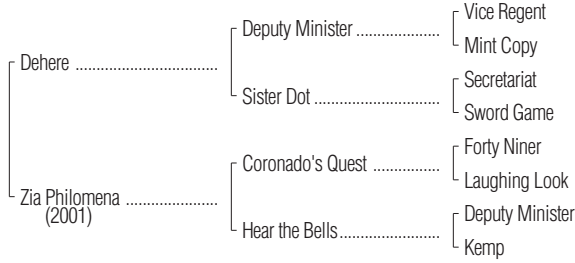 Vice Regent
Deputy Minister ....................
Mint Copy
Dehere ..................................
Secretariat
Sister Dot ..............................
Sword Game
Forty Niner
Coronado's Quest ................
Laughing Look
Zia Philomena ......................
(2001)
Deputy Minister
Hear the Bells........................
Kemp